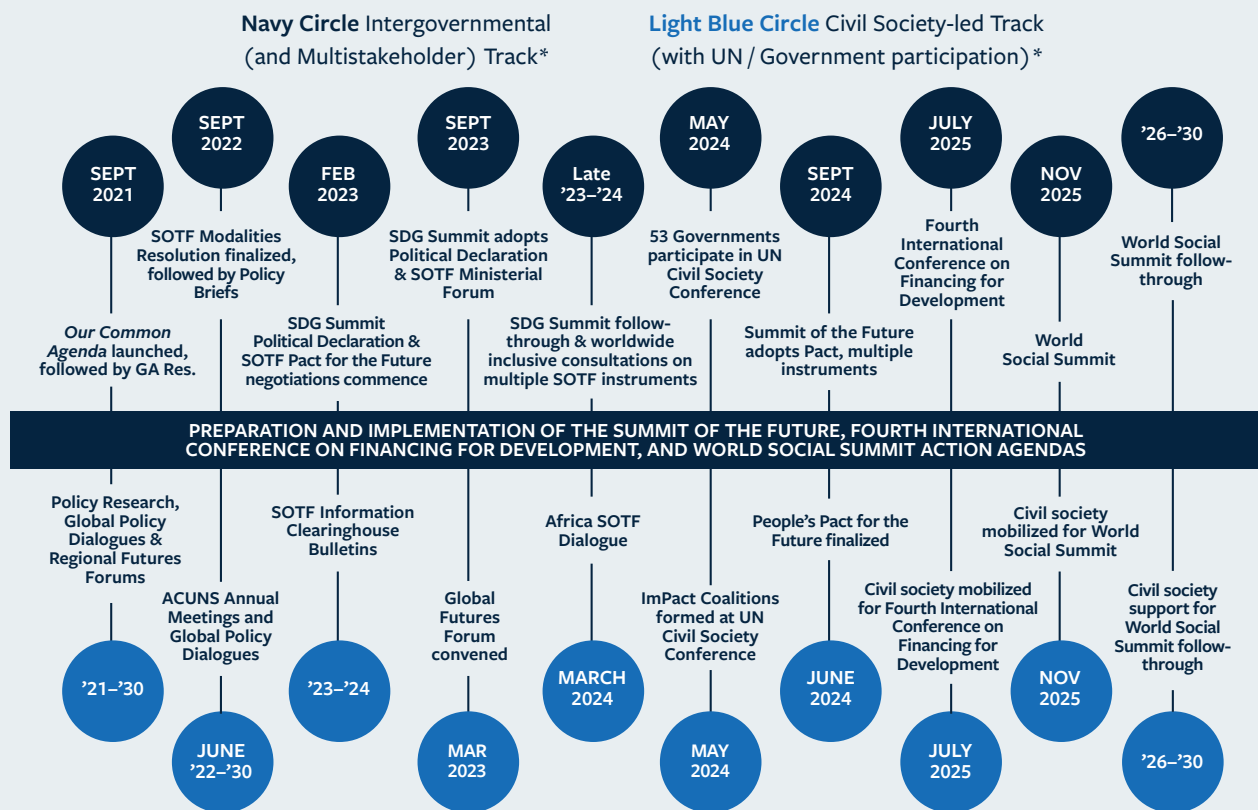 Navy Circle Intergovernmental
(and Multistakeholder) Track*
Light Blue Circle Civil Society-led Track
(with UN / Government participation)*
SEPT
2021
Our Common
Agenda launched,
followed by GA Res.
SEPT
2022
SOTF Modalities
Resolution finalized,
followed by Policy
Briefs
FEB
2023
SDG Summit
Political Declaration &
SOTF Pact for the Future
negotiations commence
SEPT
2023
SDG Summit adopts
Political Declaration
& SOTF Ministerial
Forum
Late
’23–’24
SDG Summit follow-
through & worldwide
inclusive consultations on
multiple SOTF instruments
MAY
2024
53 Governments
participate in UN
Civil Society
Conference
SEPT
2024
Summit of the Future
adopts Pact, multiple
instruments
JULY
2025
Fourth
International
Conference on
Financing for
Development
NOV
2025
World
Social Summit
’26–’30
World Social
Summit follow-
through
PREPARATION AND IMPLEMENTATION OF THE SUMMIT OF THE FUTURE, FOURTH INTERNATIONAL
CONFERENCE ON FINANCING FOR DEVELOPMENT, AND WORLD SOCIAL SUMMIT ACTION AGENDAS
Policy Research,
Global Policy
Dialogues &
Regional Futures
Forums
’21–’30
ACUNS Annual
Meetings and
Global Policy
Dialogues
JUNE
’22–’30
SOTF Information
Clearinghouse
Bulletins
’23–’24
Global
Futures
Forum
convened
MAR
2023
Africa SOTF
Dialogue
MARCH
2024
ImPact Coalitions
formed at UN
Civil Society
Conference
MAY
2024
People’s Pact for the
Future finalized
JUNE
2024
Civil society mobilized
for Fourth International
Conference on
Financing for
Development
JULY
2025
Civil society
mobilized for World
Social Summit
NOV
2025
Civil society
support for
World Social
Summit follow-
through
’26–’30